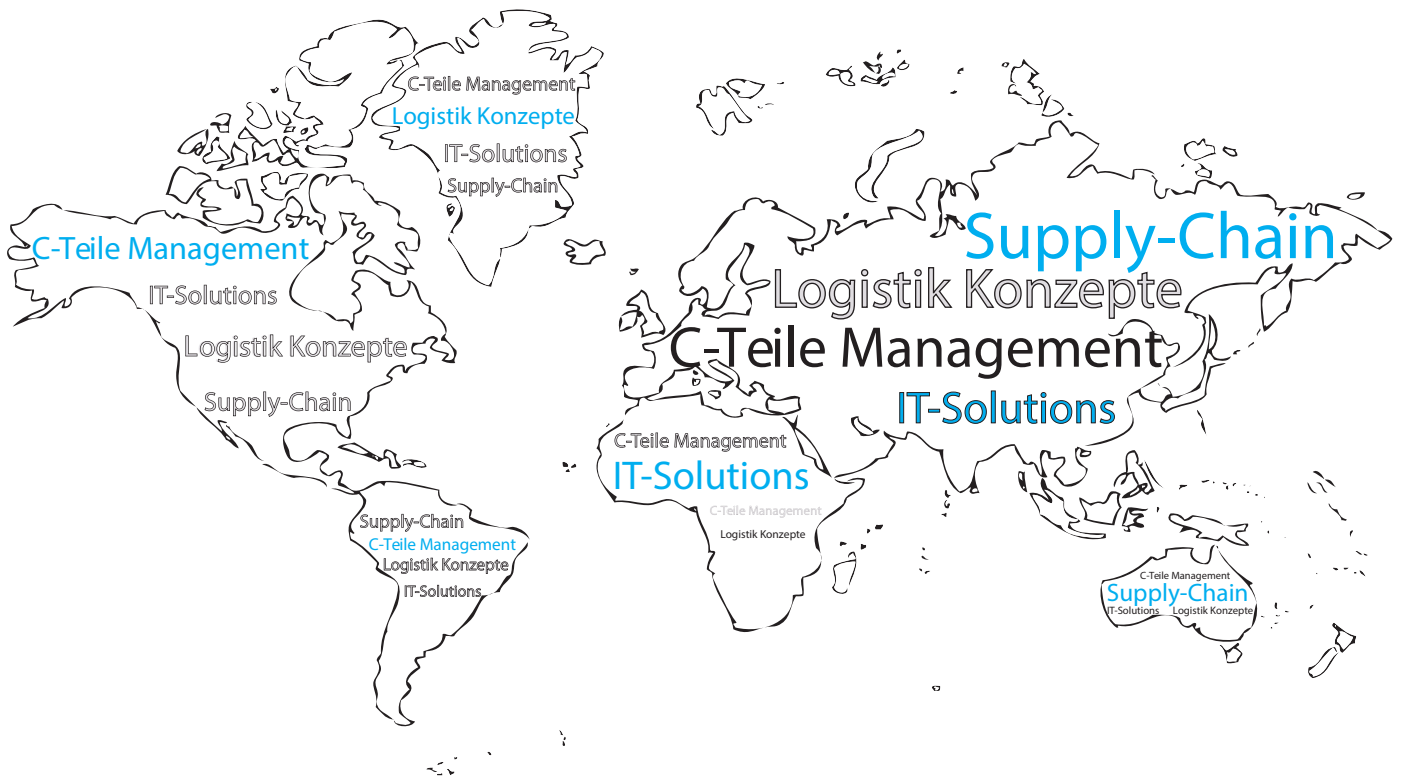 C-Teile Management
Logistik Konzepte
IT-Solutions
Supply-Chain
C-Teile Management
IT-Solutions
Logistik Konzepte
Supply-Chain
Supply-Chain
C-Teile Management
Logistik Konzepte
IT-Solutions
Supply-Chain
Logistik Konzepte
C-Teile Management
IT-Solutions
C-Teile Management
IT-Solutions
C-Teile Management
Logistik Konzepte
C-Teile Management
Supply-Chain
IT-Solutions Logistik Konzepte